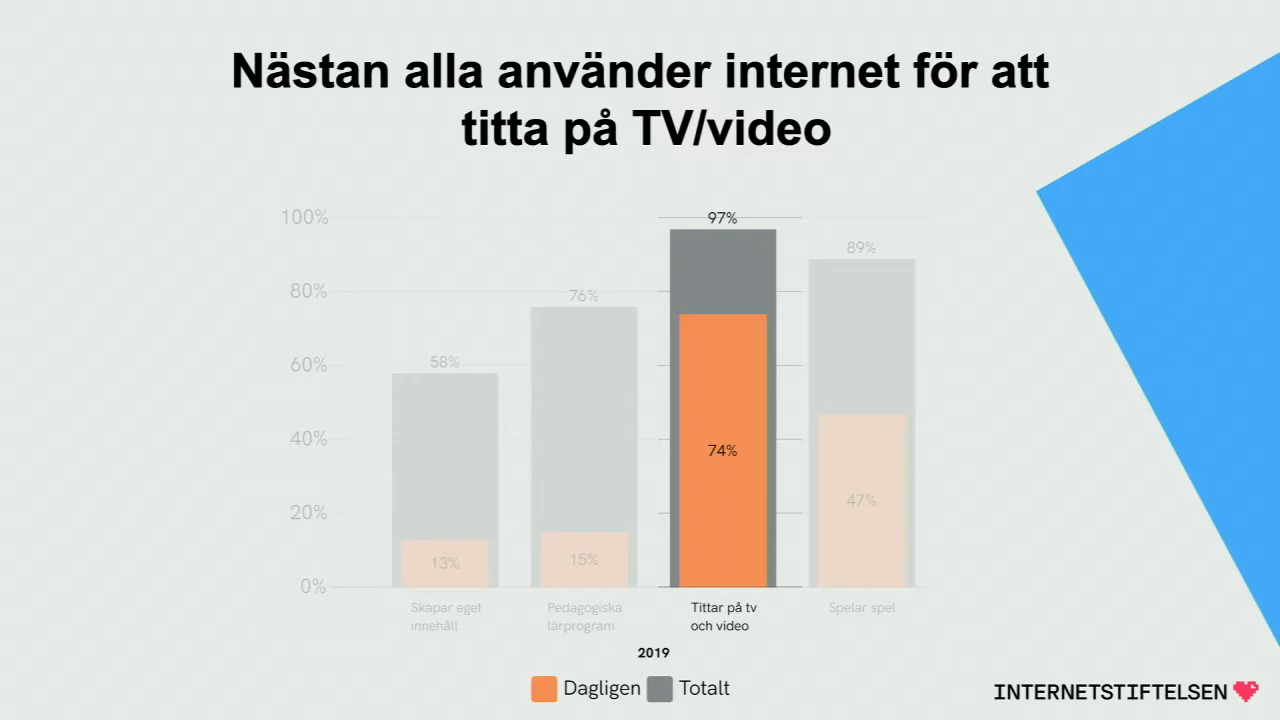 Nästan alla använder internet för att
titta på TV/video
100%
80%
60%
40%
20%
0%
58%
13%
76%
15%
97%
74%
89%
47%
Skapar eget
innehåll
Pedagogiska
lärprogram
Tittar på tv
och video
Spelar spel
2019
Dagligen Totalt
INTERNETSTIFTELSEN